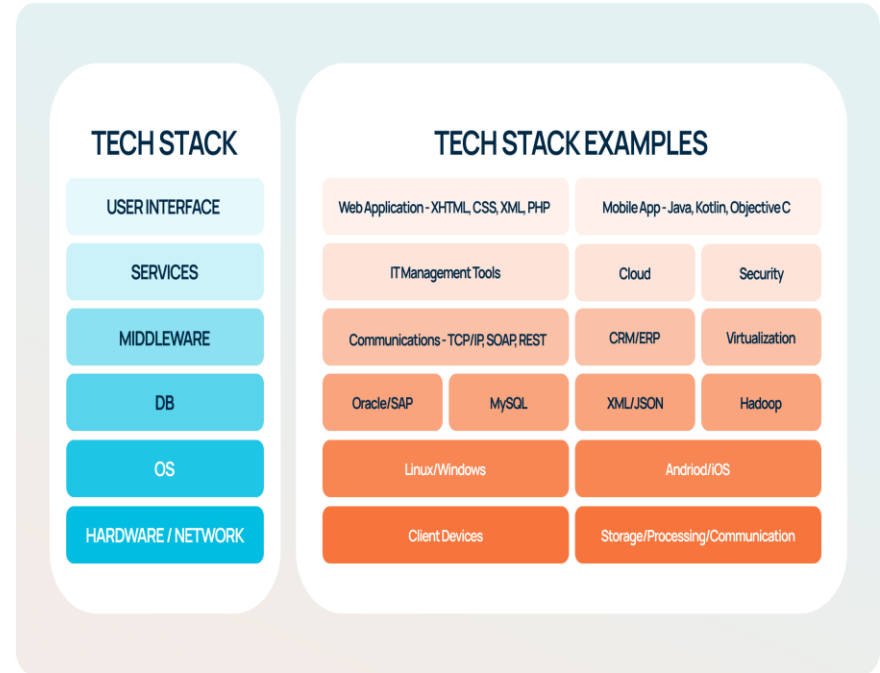 TECH STACK
USER INTERFACE
SERVICES
MIDDLEWARE
DB
OS
HARDWARE / NETWORK
TECH STACK EXAMPLES
Web Application - XHTML, CSS, XML, PHP
Mobile App - Java, Kotlin, Objective C
IT Management Tools
Cloud
Security
Communications - TCP/IP, SOAP, REST
CRM/ERP
Virtualization
Oracle/SAP
MySQL
XML/JSON
Hadoop
Linux/Windows
Andriod/iOS
Client Devices
Storage/Processing/Communication